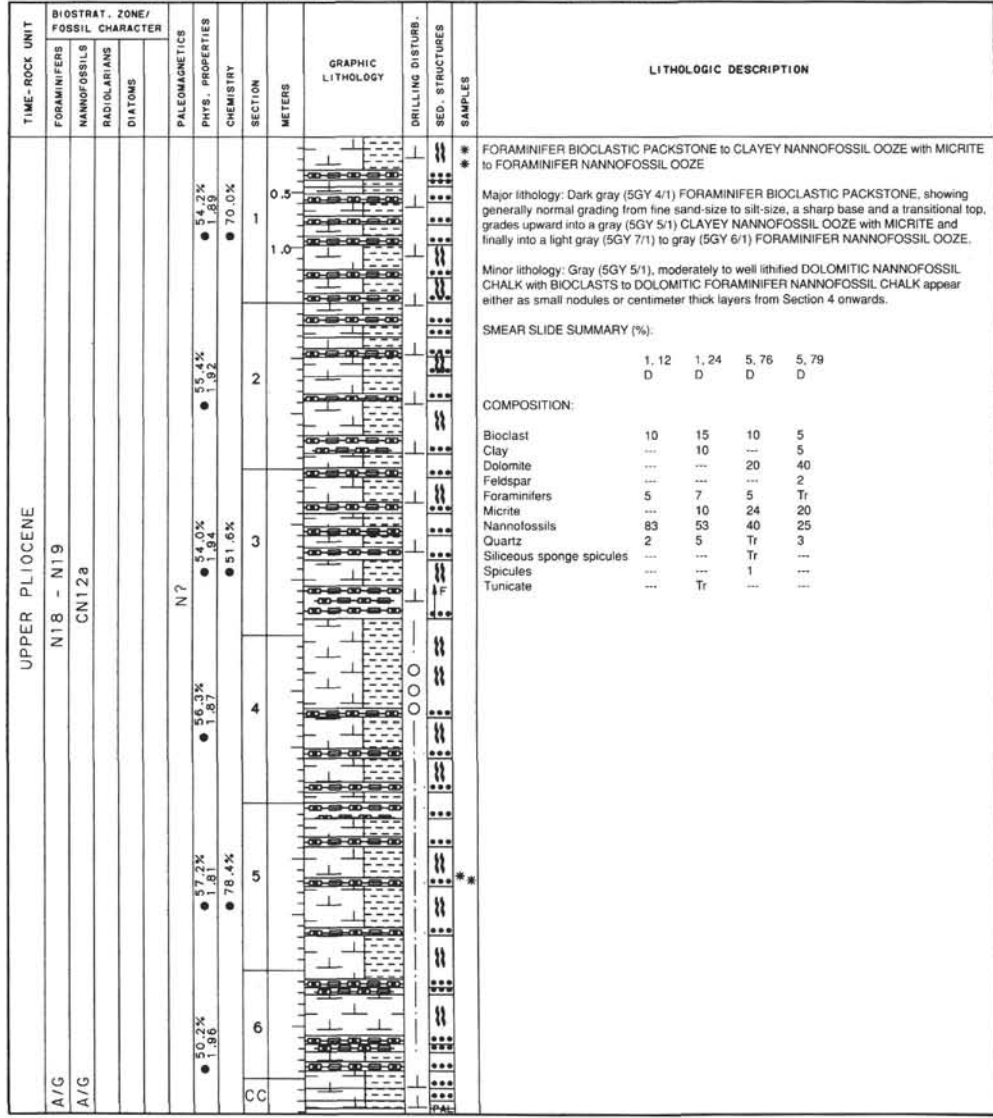 TIME-ROCK UNIT
BIOSTRAT. ZONE/
FOSSIL CHARACTER
FORAMINIFERS
NANNOFOSSILS
RADIOLARIANS
DIATOMS
PALEOMAGNETICS
PHYS. PROPERTIES
CHEMISTRY
SECTION
METERS
GRAPHIC
LITHOLOGY
DRILLING DISTURB.
SED. STRUCTURES
SAMPLES
LITHOLOGIC DESCRIPTION
UPPER PLIOCENE
N18 - N19
CN12a
A/G
A/G
N?
54.2%
1.89
55.4%
1.92
54.0%
1.94
56.3%
1.87
57.2%
1.81
50.2%
1.96
70.0%
51.6%
78.4%
1
2
3
4
5
6
CC
0.5
1.0
F
PAL
* FORAMINIFER BIOCLASTIC PACKSTONE to CLAYEY NANNOFOSSIL OOZE with MICRITE
* to FORAMINIFER NANNOFOSSIL OOZE
Major lithology: Dark gray (5GY 4/1) FORAMINIFER BIOCLASTIC PACKSTONE, showing
generally normal grading from fine sand-size to silt-size, a sharp base and a transitional top,
grades upward into a gray (5GY 5/1) CLAYEY NANNOFOSSIL OOZE with MICRITE and
finally into a light gray (5GY 7/1) to gray (5GY 6/1) FORAMINIFER NANNOFOSSIL OOZE.
Minor lithology: Gray (5GY 5/1), moderately to well lithified DOLOMITIC NANNOFOSSIL
CHALK with BIOCLASTS to DOLOMITIC FORAMINIFER NANNOFOSSIL CHALK appear
either as small nodules or centimeter thick layers from Section 4 onwards.
SMEAR SLIDE SUMMARY (%):
1, 12 1, 24 5, 76 5, 79
D D D D
COMPOSITION:
Bioclast 10 15 10 5
Clay --- 10 --- 5
Dolomite --- --- 20 40
Feldspar --- --- --- 2
Foraminifers 5 7 5 Tr
Micrite --- 10 24 20
Nannofossils 83 53 40 25
Quartz 2 5 Tr 3
Siliceous sponge spicules --- --- Tr ---
Spicules --- --- 1 ---
Tunicate --- Tr --- ---
* *